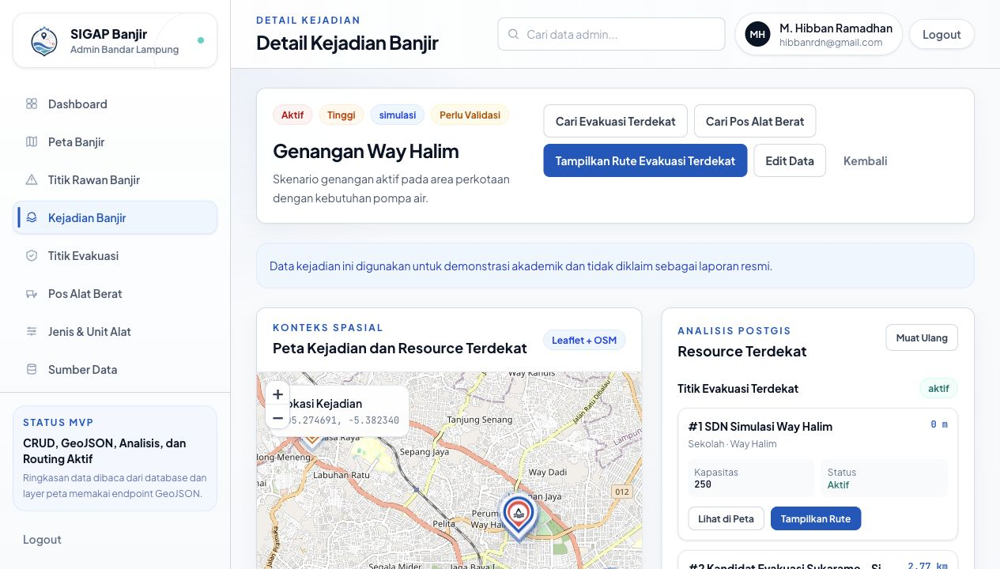 SIGAP Banjir
Admin Bandar Lampung
Dashboard
Peta Banjir
Titik Rawan Banjir
Kejadian Banjir
Titik Evakuasi
Pos Alat Berat
Jenis & Unit Alat
Sumber Data
STATUS MVP
CRUD, GeoJSON, Analisis, dan
Routing Aktif
Ringkasan data dibaca dari database dan
layer peta memakai endpoint GeoJSON.
Logout
DETAIL KEJADIAN
Detail Kejadian Banjir
Cari data admin...
MH
M. Hibban Ramadhan
hibbanrdn@gmail.com
Logout
Aktif
Tinggi
simulasi
Perlu Validasi
Genangan Way Halim
Skenario genangan aktif pada area perkotaan
dengan kebutuhan pompa air.
Cari Evakuasi Terdekat
Cari Pos Alat Berat
Tampilkan Rute Evakuasi Terdekat
Edit Data
Kembali
Data kejadian ini digunakan untuk demonstrasi akademik dan tidak diklaim sebagai laporan resmi.
KONTEKS SPASIAL
Peta Kejadian dan Resource Terdekat
Leaflet + OSM
Way Kandis
+
−
okasi Kejadian
05.274691, -5.382340
Jalan Ratu Dibalau
Tanjung Senang
asa Raya
Lampung
dong Meneng
Sepang Jaya
Labuhan Ratu
Way Dadi
nai
012
an Jaya
Perum
Way Ha
Pelita
Jalan Pramuka
Segala Mider
Jaga Baya I
ANALISIS POSTGIS
Resource Terdekat
Muat Ulang
Titik Evakuasi Terdekat
aktif
#1 SDN Simulasi Way Halim
0 m
Sekolah · Way Halim
Kapasitas
250
Status
Aktif
Lihat di Peta
Tampilkan Rute
#2 Kandidat Evakuasi Sukarame - Si
2.77 km